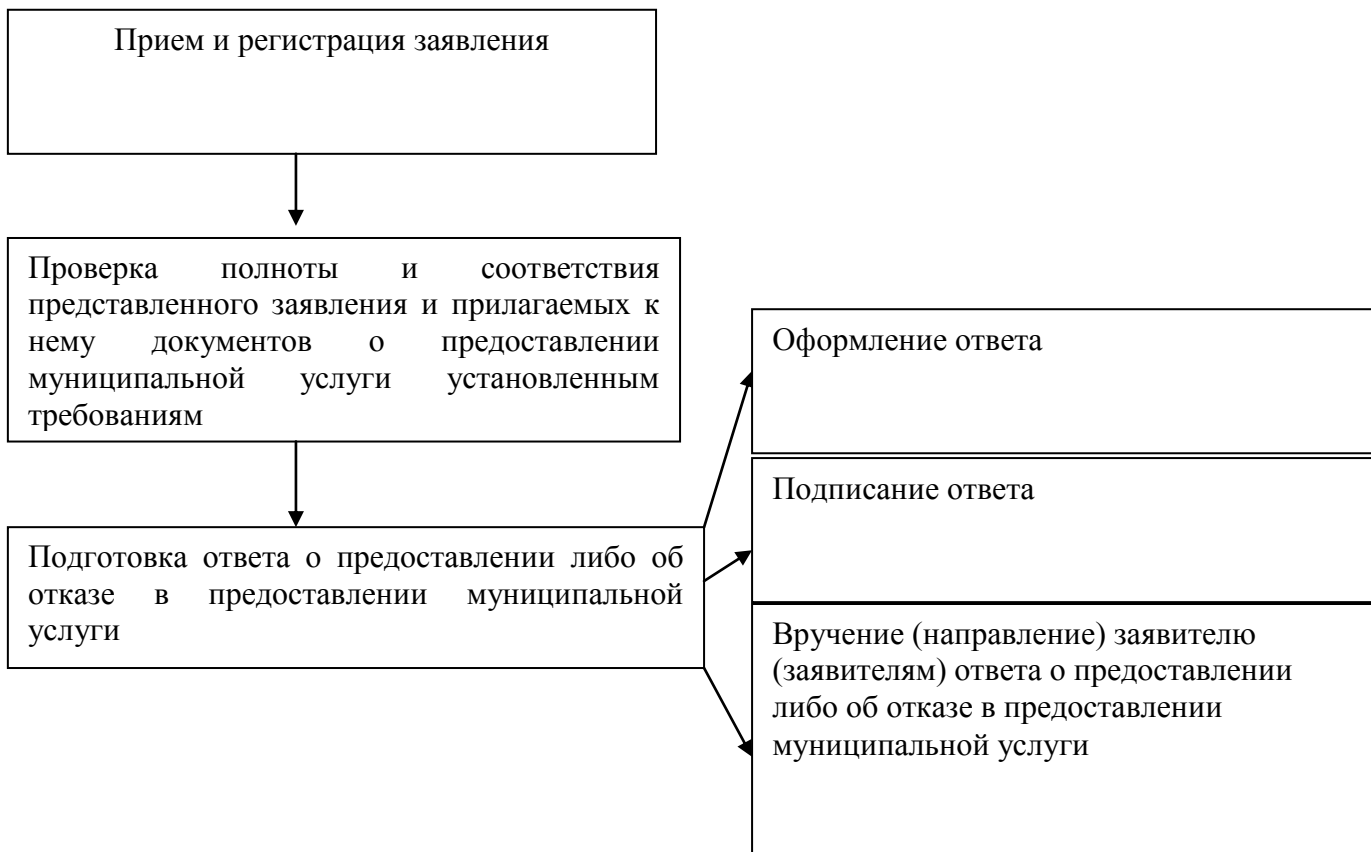 Прием и регистрация заявления
Проверка полноты и соответствия
представленного заявления и прилагаемых к
нему документов о предоставлении
муниципальной услуги установленным
требованиям
Подготовка ответа о предоставлении либо об
отказе в предоставлении муниципальной
услуги
Оформление ответа
Подписание ответа
Вручение (направление) заявителю
(заявителям) ответа о предоставлении
либо об отказе в предоставлении
муниципальной услуги